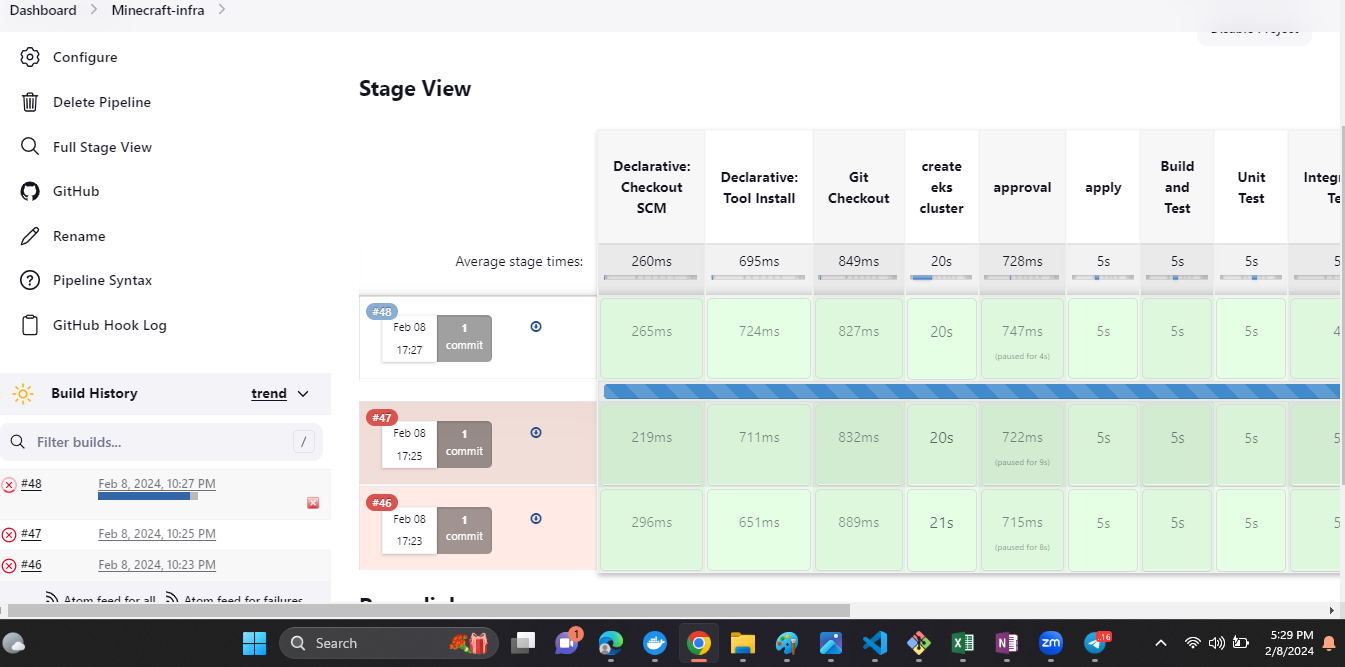 Dashboard
Minecraft-infra
Configure
Delete Pipeline
Full Stage View
GitHub
Rename
Pipeline Syntax
GitHub Hook Log
Build History
trend
Filter builds...
/
#48
Feb 8, 2024, 10:27 PM
#47
Feb 8, 2024, 10:25 PM
#46
Feb 8, 2024, 10:23 PM
Atom feed for all
Atom feed for failures
Disable Project
Stage View
Declarative:
Checkout
SCM
Declarative:
Tool Install
Git
Checkout
create
eks
cluster
approval
apply
Build
and
Test
Unit
Test
Integr
Te
Average stage times:
260ms
695ms
849ms
20s
728ms
5s
5s
5s
5
#48
Feb 08
17:27
1
commit
265ms
724ms
827ms
20s
747ms
(paused for 4s)
5s
5s
5s
4
#47
Feb 08
17:25
1
commit
219ms
711ms
832ms
20s
722ms
(paused for 9s)
5s
5s
5s
5
#46
Feb 08
17:23
1
commit
296ms
651ms
889ms
21s
715ms
(paused for 8s)
5s
5s
5s
5
Search
1
zm
.16
5:29 PM
2/8/2024